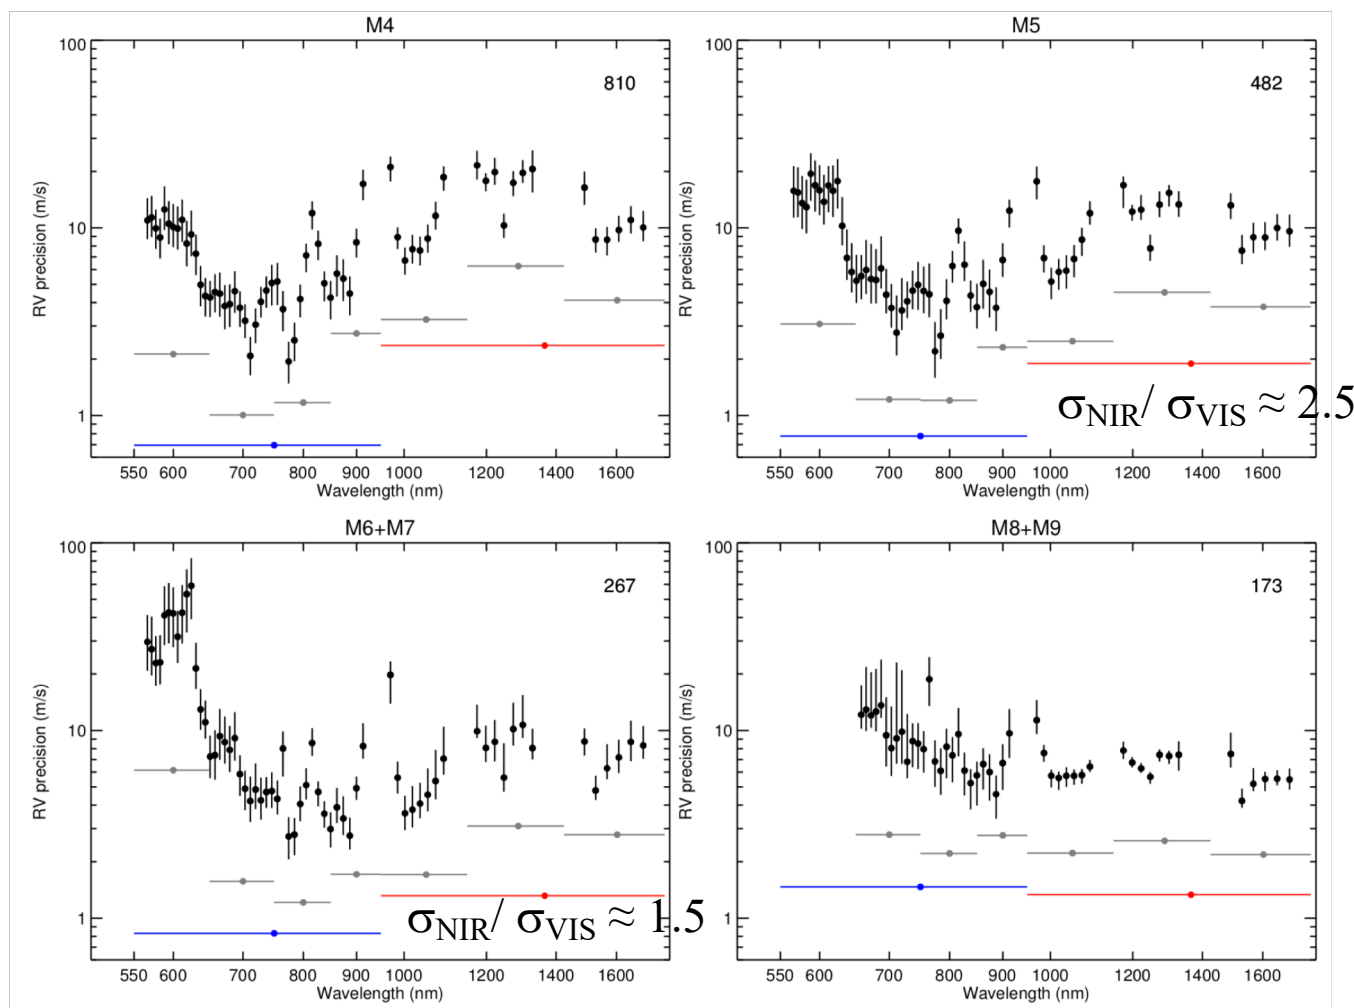 M4
100
10
1
810
RV precision (m/s)
550 600 700 800 900 1000 1200 1400 1600
Wavelength (nm)
M5
100
10
1
482
RV precision (m/s)
σNIR/ σVIS ≈ 2.5
550 600 700 800 900 1000 1200 1400 1600
Wavelength (nm)
M6+M7
100
10
1
267
RV precision (m/s)
σNIR/ σVIS ≈ 1.5
550 600 700 800 900 1000 1200 1400 1600
Wavelength (nm)
M8+M9
100
10
1
173
RV precision (m/s)
550 600 700 800 900 1000 1200 1400 1600
Wavelength (nm)